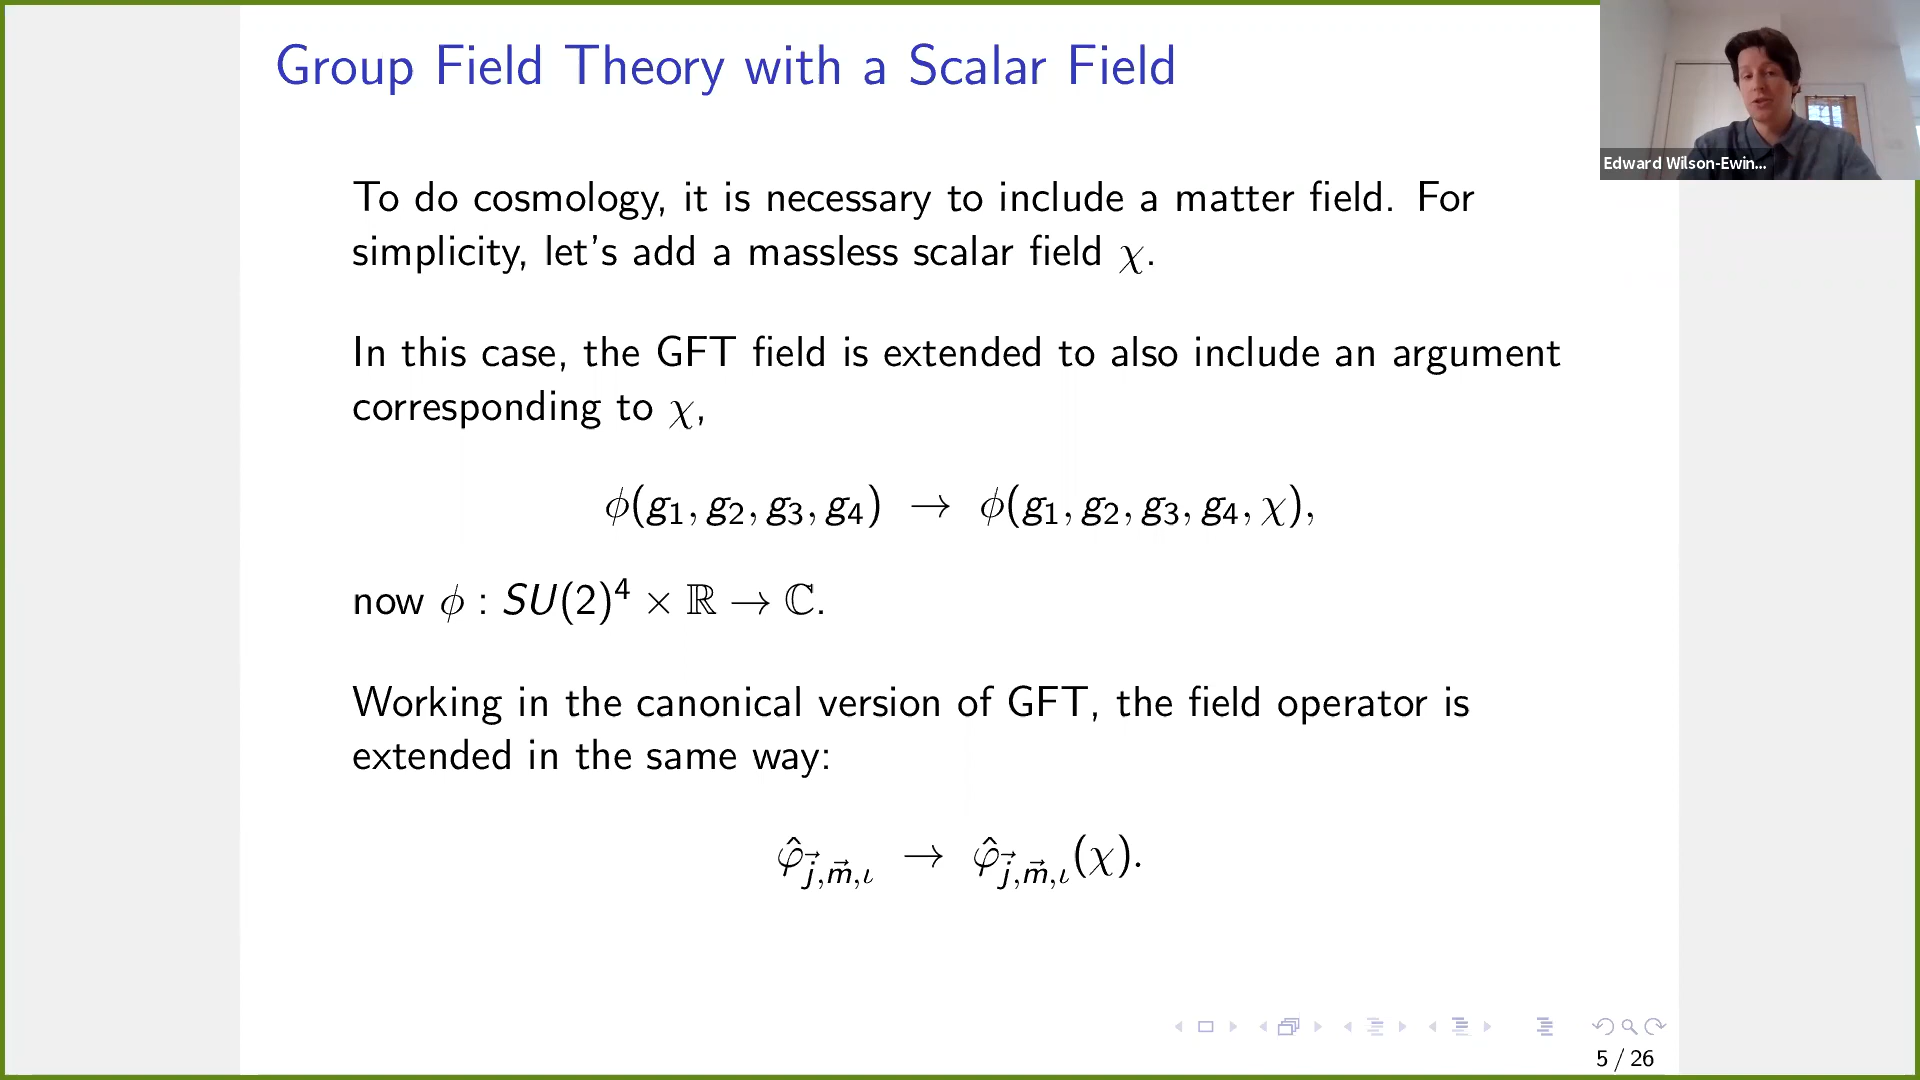 Group Field Theory with a Scalar Field
Edward Wilson-Ewin...
To do cosmology, it is necessary to include a matter field. For
simplicity, let's add a massless scalar field χ.
In this case, the GFT field is extended to also include an argument
corresponding to χ,
ϕ(g₁, g₂, g₃, g₄) → ϕ(g₁, g₂, g₃, g₄, χ),
now ϕ : SU(2)⁴ × ℝ → ℂ.
Working in the canonical version of GFT, the field operator is
extended in the same way:
φ̂_{j⃗,m⃗,ι} → φ̂_{j⃗,m⃗,ι}(χ).
5 / 26